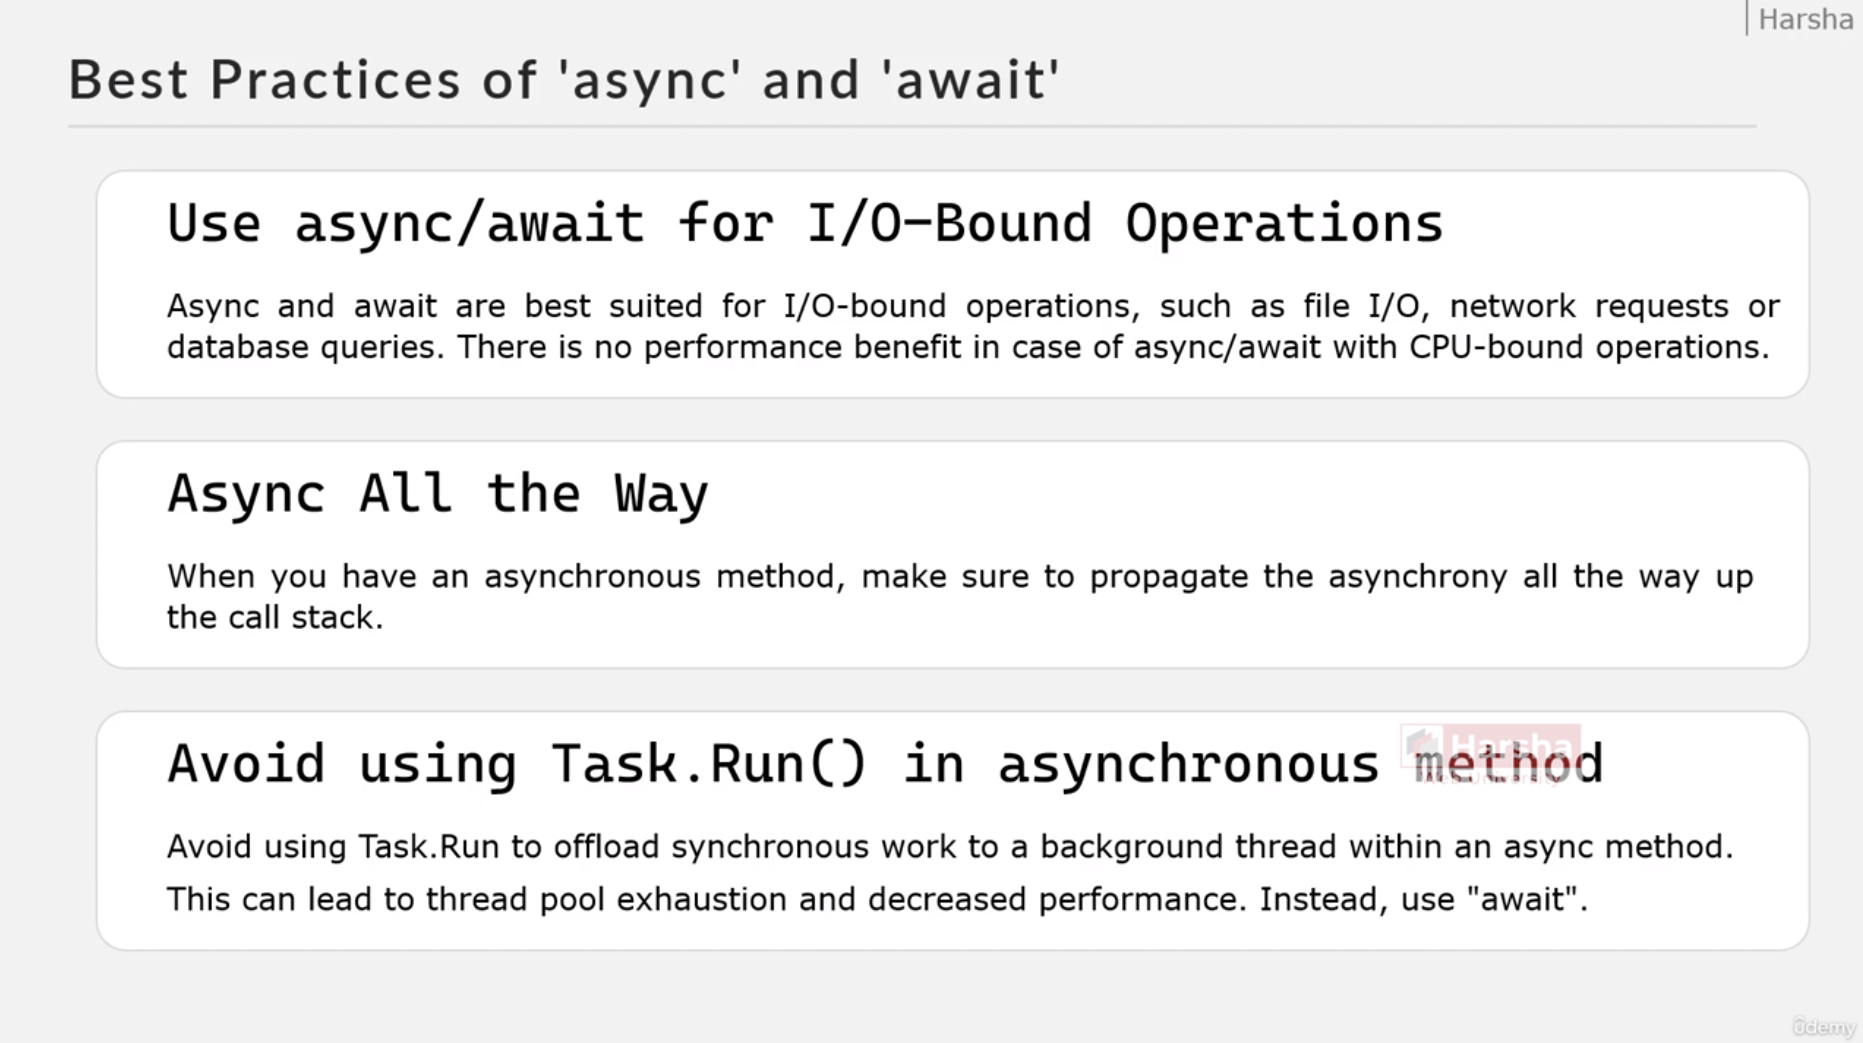 Harsha
Best Practices of 'async' and 'await'
Use async/await for I/O-Bound Operations
Async and await are best suited for I/O-bound operations, such as file I/O, network requests or
database queries. There is no performance benefit in case of async/await with CPU-bound operations.
Async All the Way
When you have an asynchronous method, make sure to propagate the asynchrony all the way up
the call stack.
Avoid using Task.Run() in asynchronous method
Harsha
Web University
Avoid using Task.Run to offload synchronous work to a background thread within an async method.
This can lead to thread pool exhaustion and decreased performance. Instead, use "await".
ûdemy